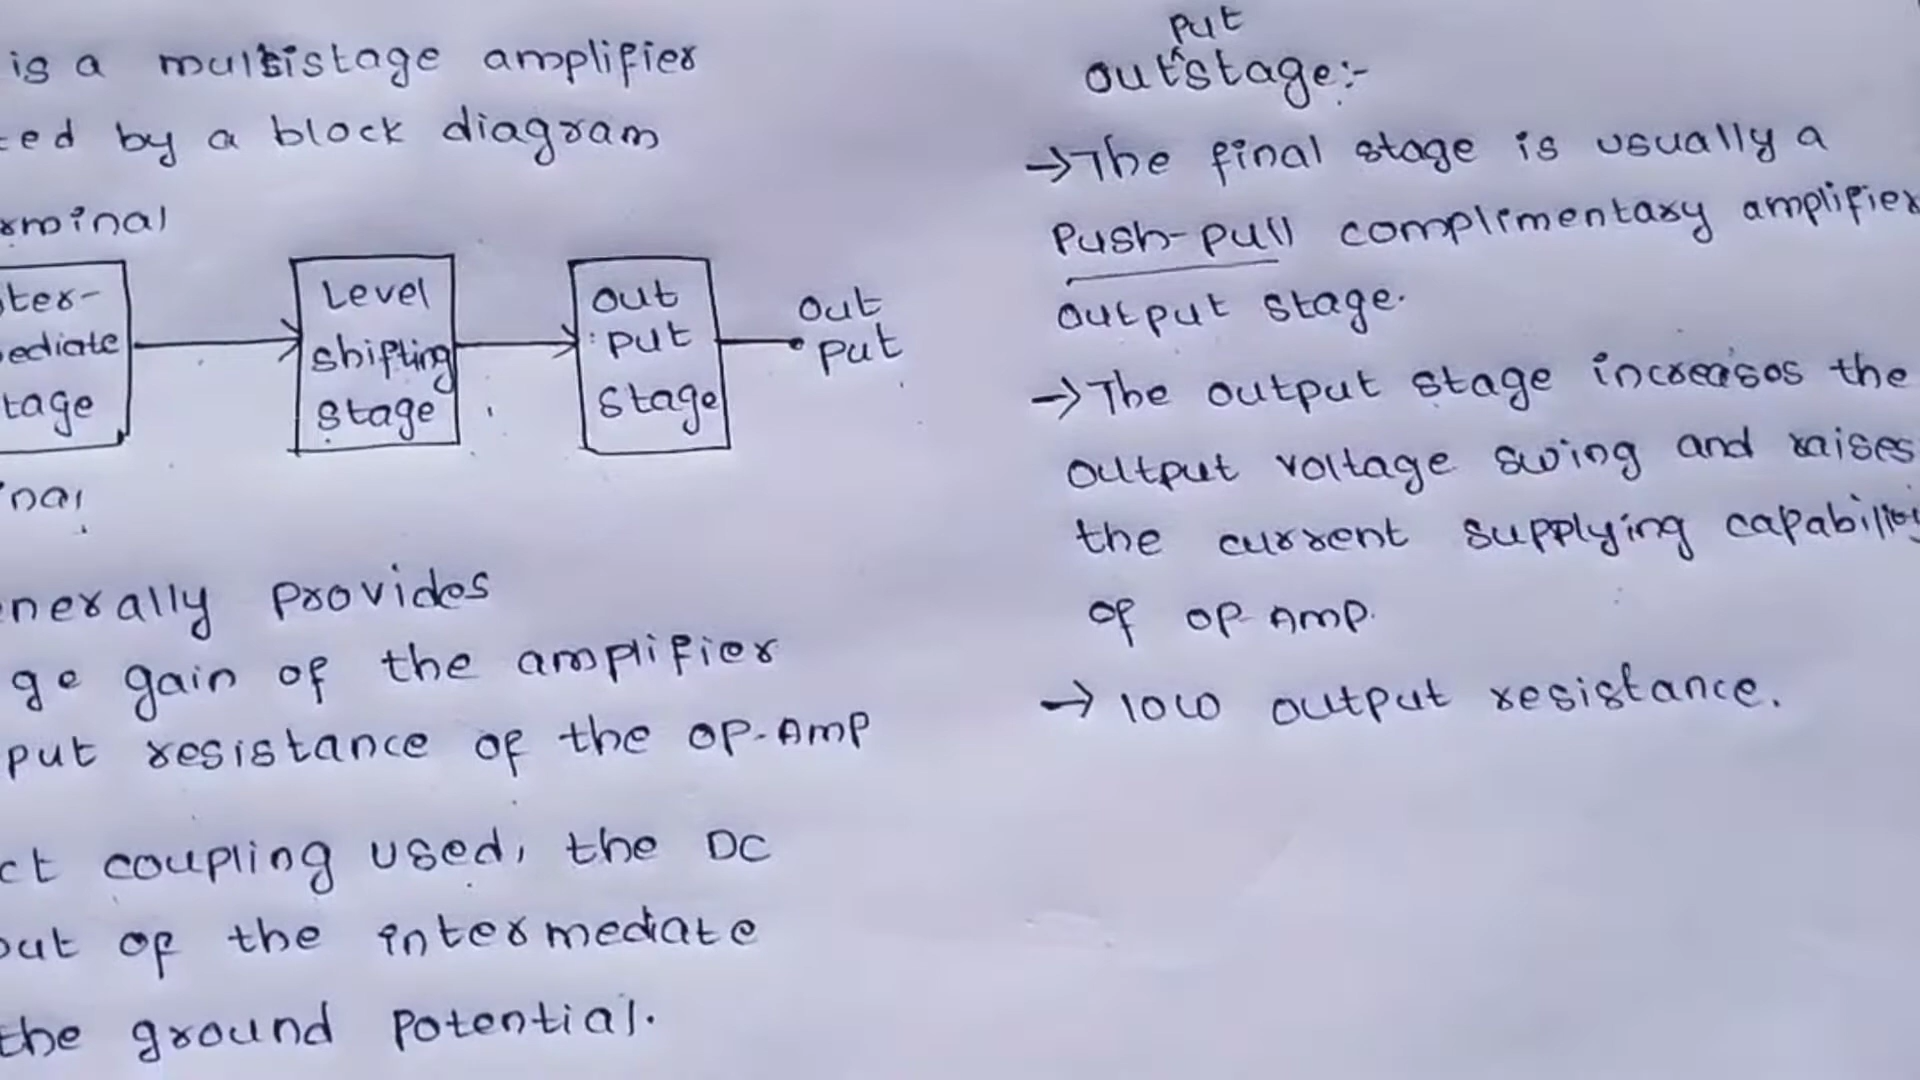 is a multistage amplifier
ed by a block diagram
rminal
ter-
ediate
tage
Level
shifting
stage
out
put
stage
out
put
nal
nerally provides
ge gain of the amplifier
put resistance of the OP-Amp
ct coupling used, the DC
out of the intermediate
the ground potential.
put
outstage:-
→The final stage is usually a
Push-pull complimentary amplifier
output stage.
→The output stage increases the
output voltage swing and raises
the current supplying capability
of OP-Amp.
→ low output resistance.